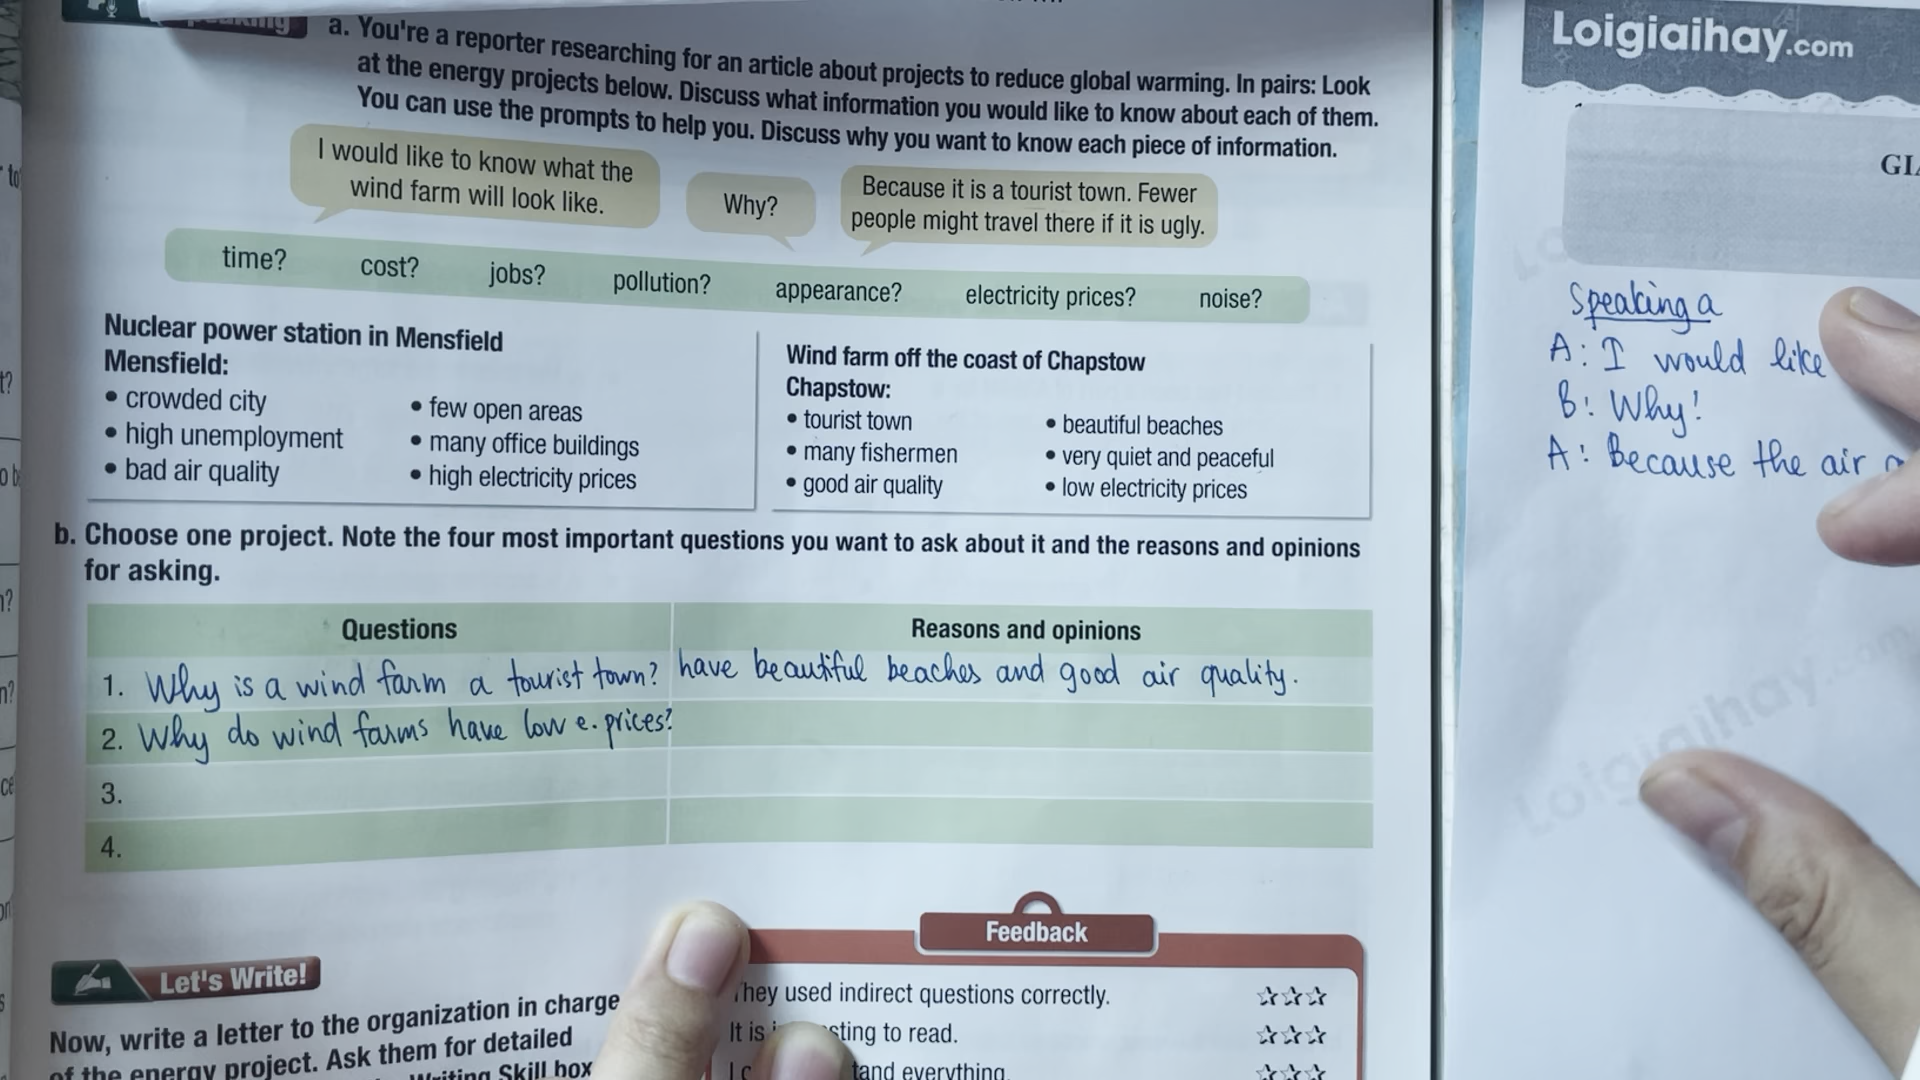 a. You're a reporter researching for an article about projects to reduce global warming. In pairs: Look
at the energy projects below. Discuss what information you would like to know about each of them.
You can use the prompts to help you. Discuss why you want to know each piece of information.
I would like to know what the
wind farm will look like.
Why?
Because it is a tourist town. Fewer
people might travel there if it is ugly.
time? cost? jobs? pollution? appearance? electricity prices? noise?
Nuclear power station in Mensfield
Mensfield:
• crowded city
• high unemployment
• bad air quality
• few open areas
• many office buildings
• high electricity prices
Wind farm off the coast of Chapstow
Chapstow:
• tourist town
• many fishermen
• good air quality
• beautiful beaches
• very quiet and peaceful
• low electricity prices
b. Choose one project. Note the four most important questions you want to ask about it and the reasons and opinions
for asking.
Questions Reasons and opinions
1. Why is a wind farm a tourist town? have beautiful beaches and good air quality.
2. Why do wind farms have low e. prices?
3.
4.
Let's Write!
Now, write a letter to the organization in charge
of the energy project. Ask them for detailed
Writing Skill box
Feedback
They used indirect questions correctly.
It is to read.
everything.
Loigiaihay.com
Speaking a
A: I would like
B: Why!
A: Because the air
Loigiaihay.com